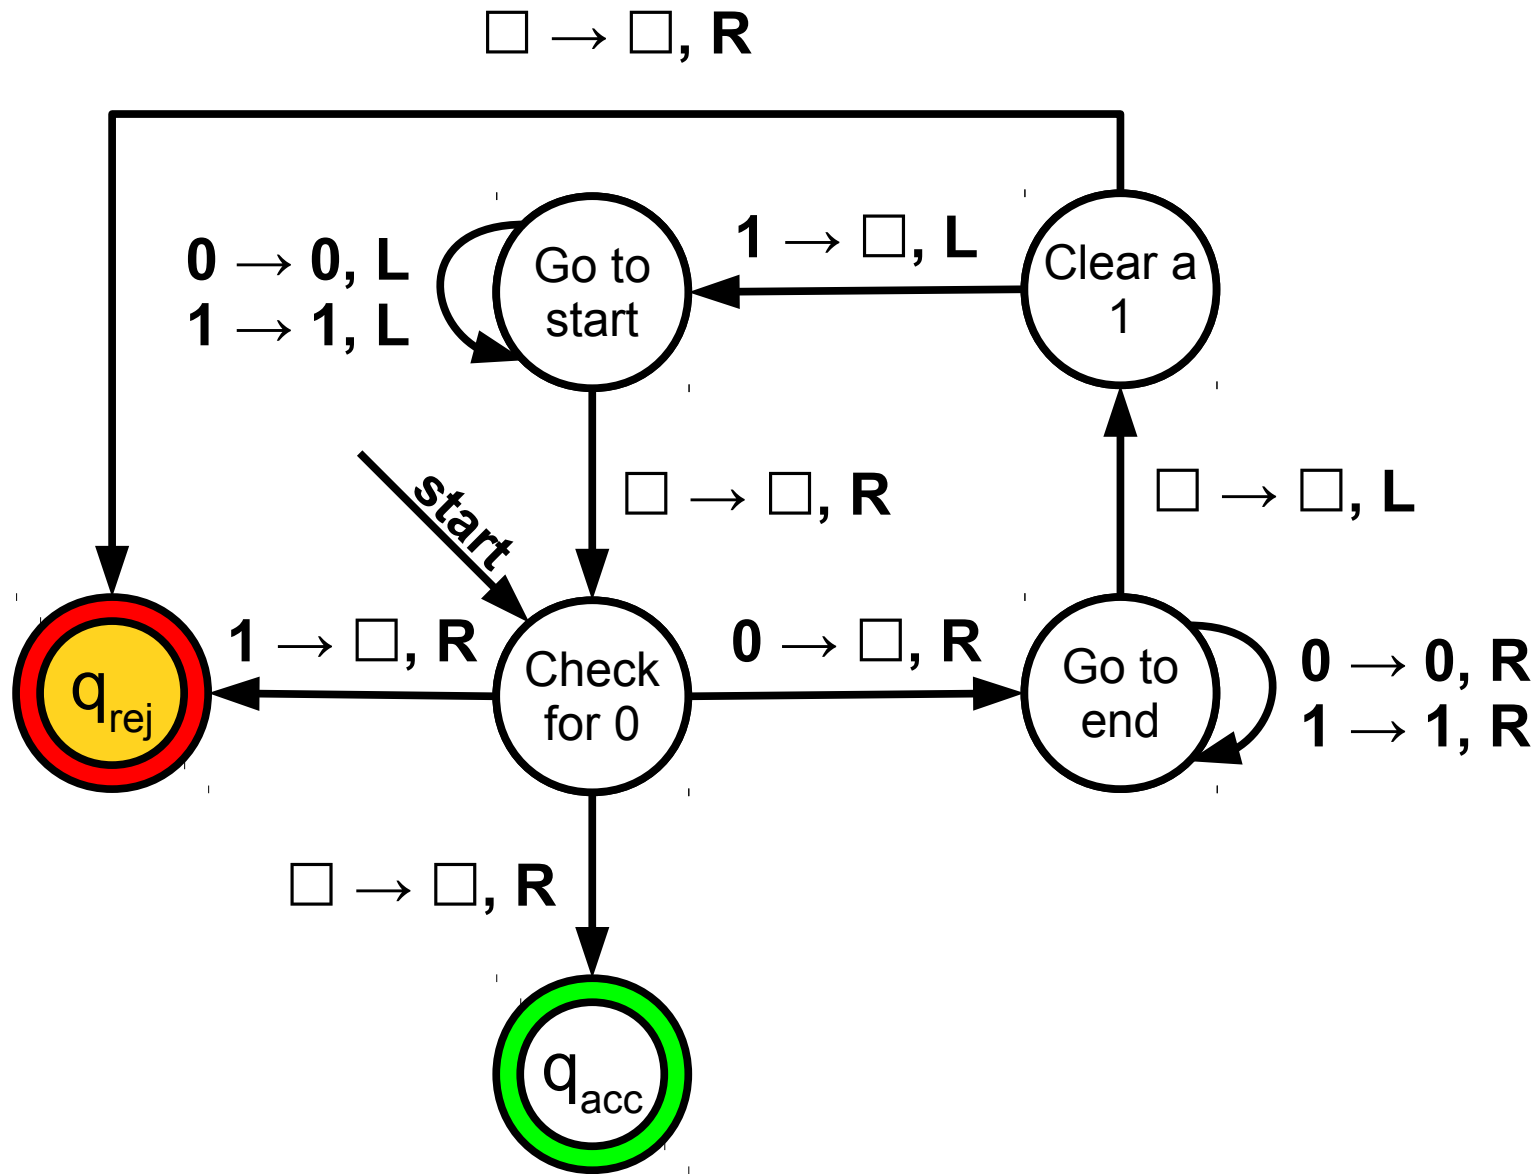 □ → □, R
0 → 0, L
1 → 1, L
Go to
start
1 → □, L
Clear a
1
start
□ → □, R
□ → □, L
q_rej
1 → □, R
Check
for 0
0 → □, R
Go to
end
0 → 0, R
1 → 1, R
□ → □, R
q_acc